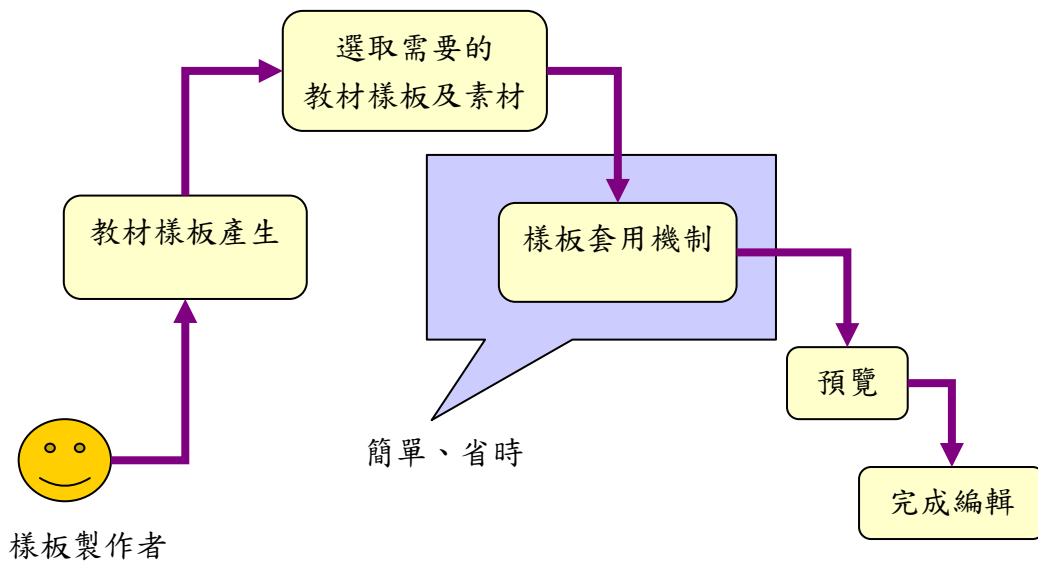 選取需要的
教材樣板及素材
教材樣板產生
樣板套用機制
預覽
簡單、省時
完成編輯
樣板製作者